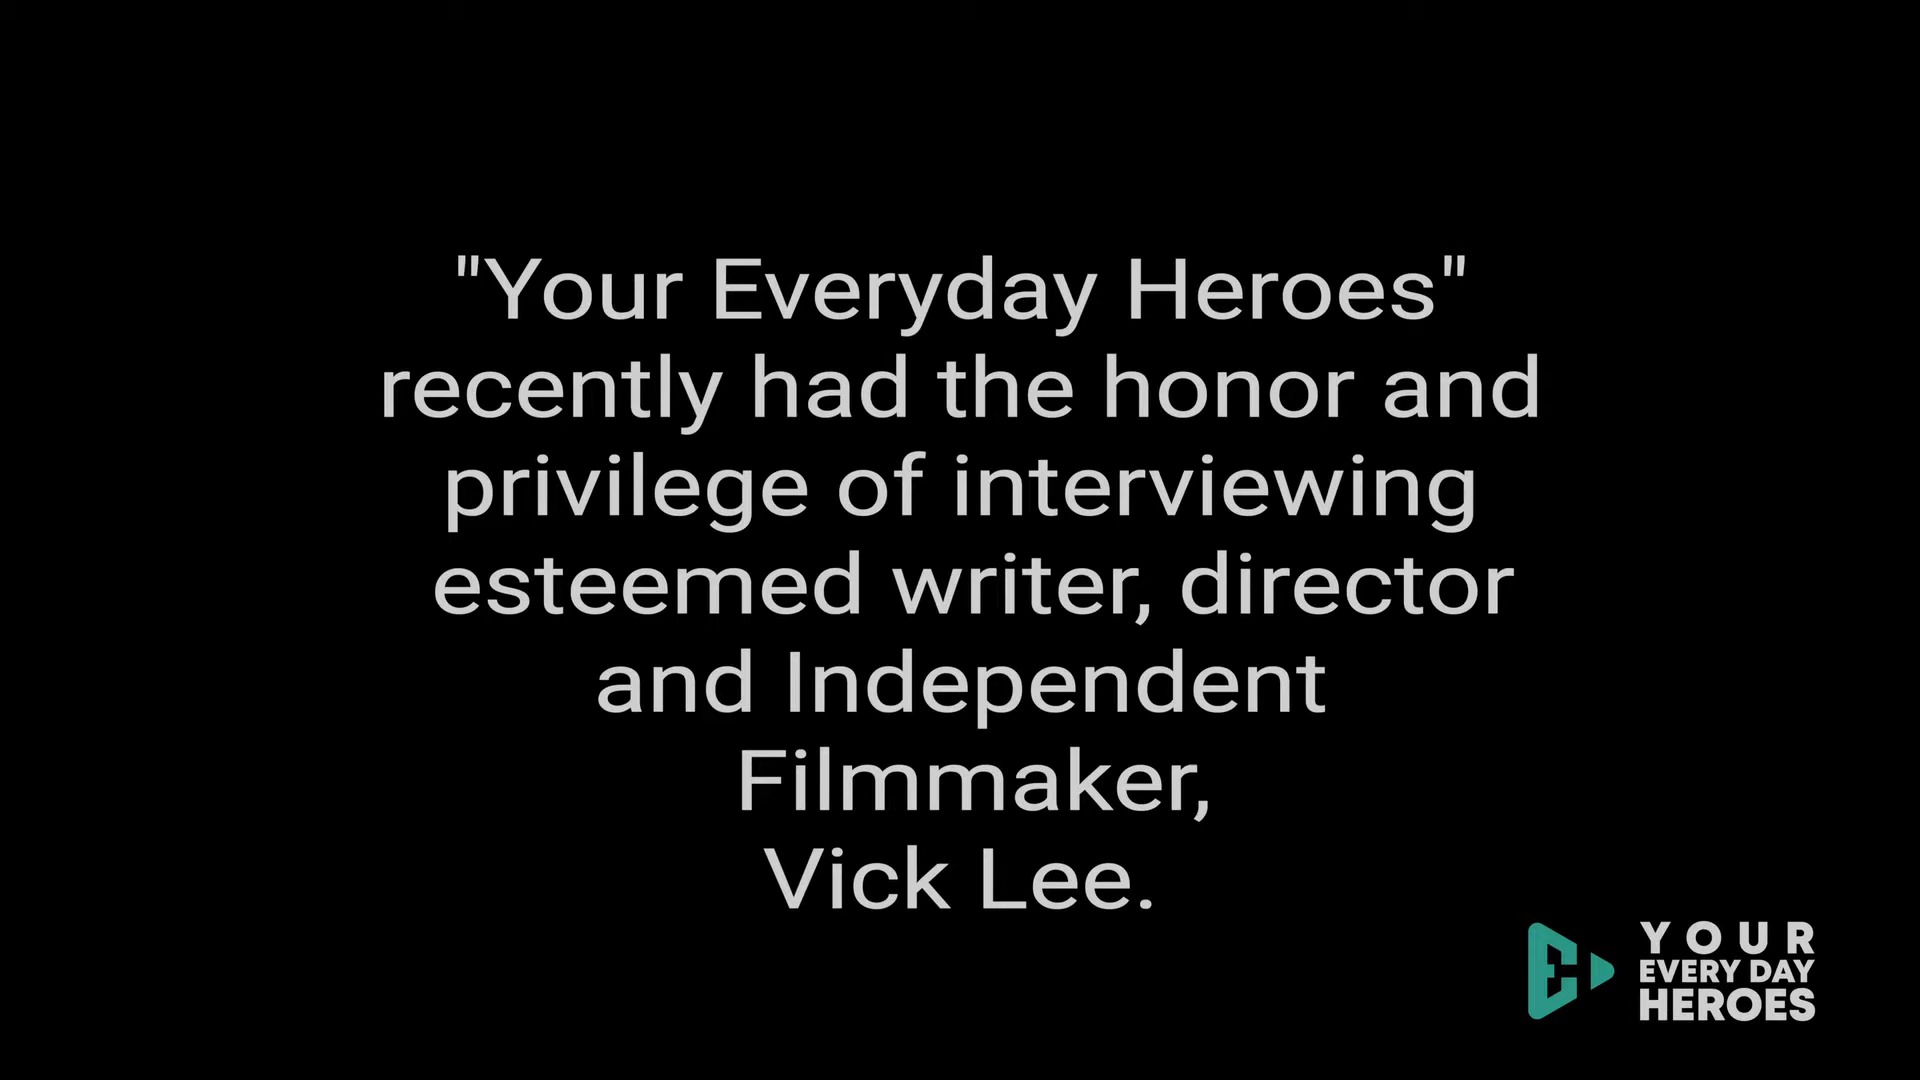 "Your Everyday Heroes"
recently had the honor and
privilege of interviewing
esteemed writer, director
and Independent
Filmmaker,
Vick Lee.
YOUR
EVERY DAY
HEROES